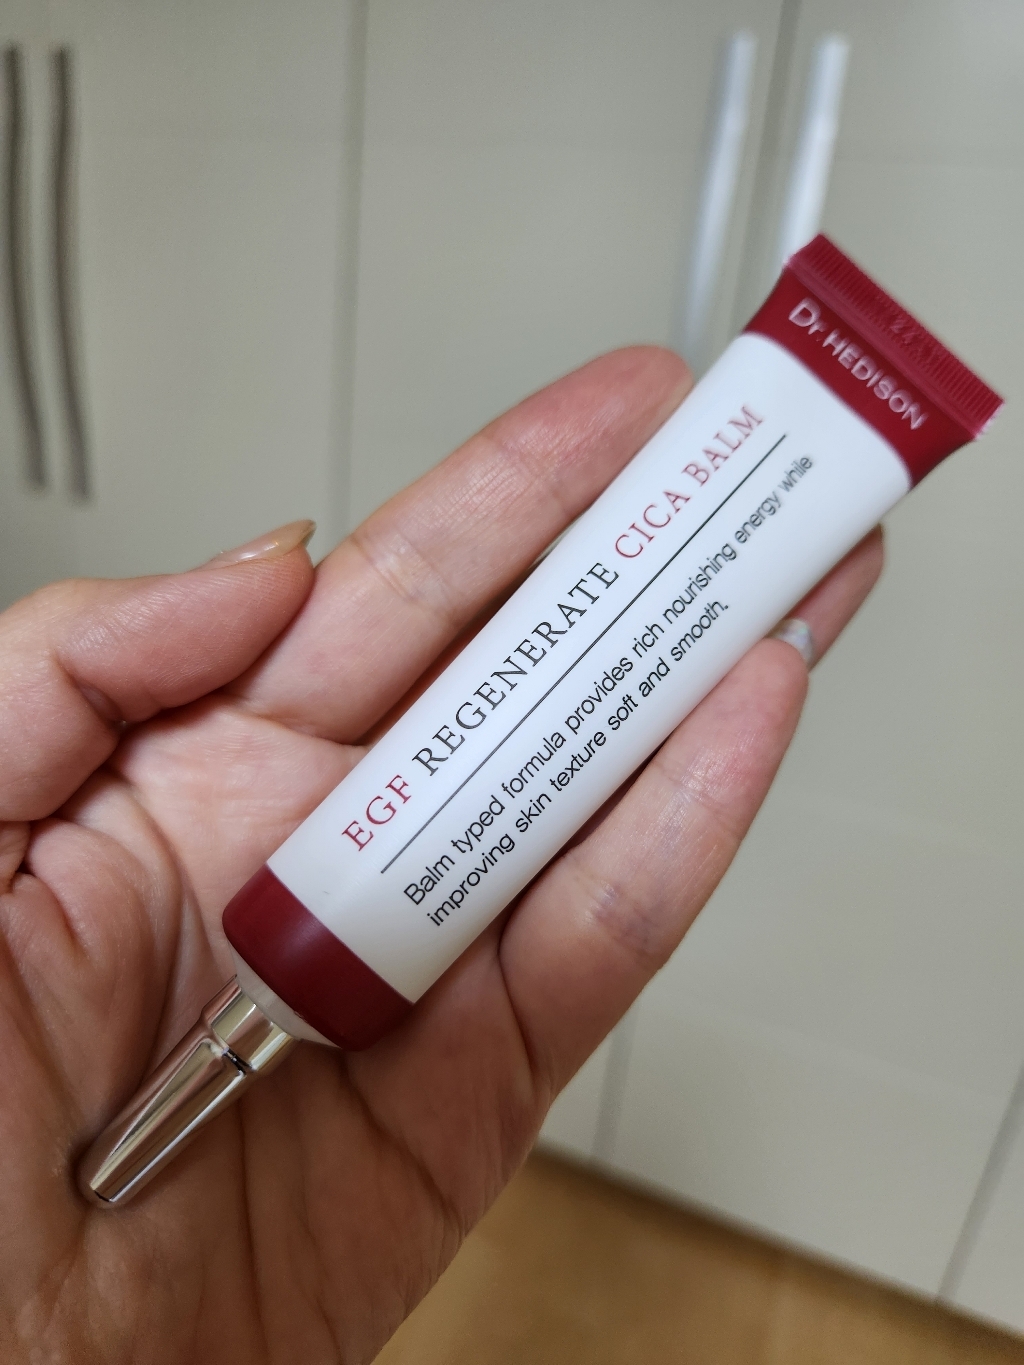 Dr.HEDISON
EGF REGENERATE CICA BALM
Balm typed formula provides rich nourishing energy while
improving skin texture soft and smooth.